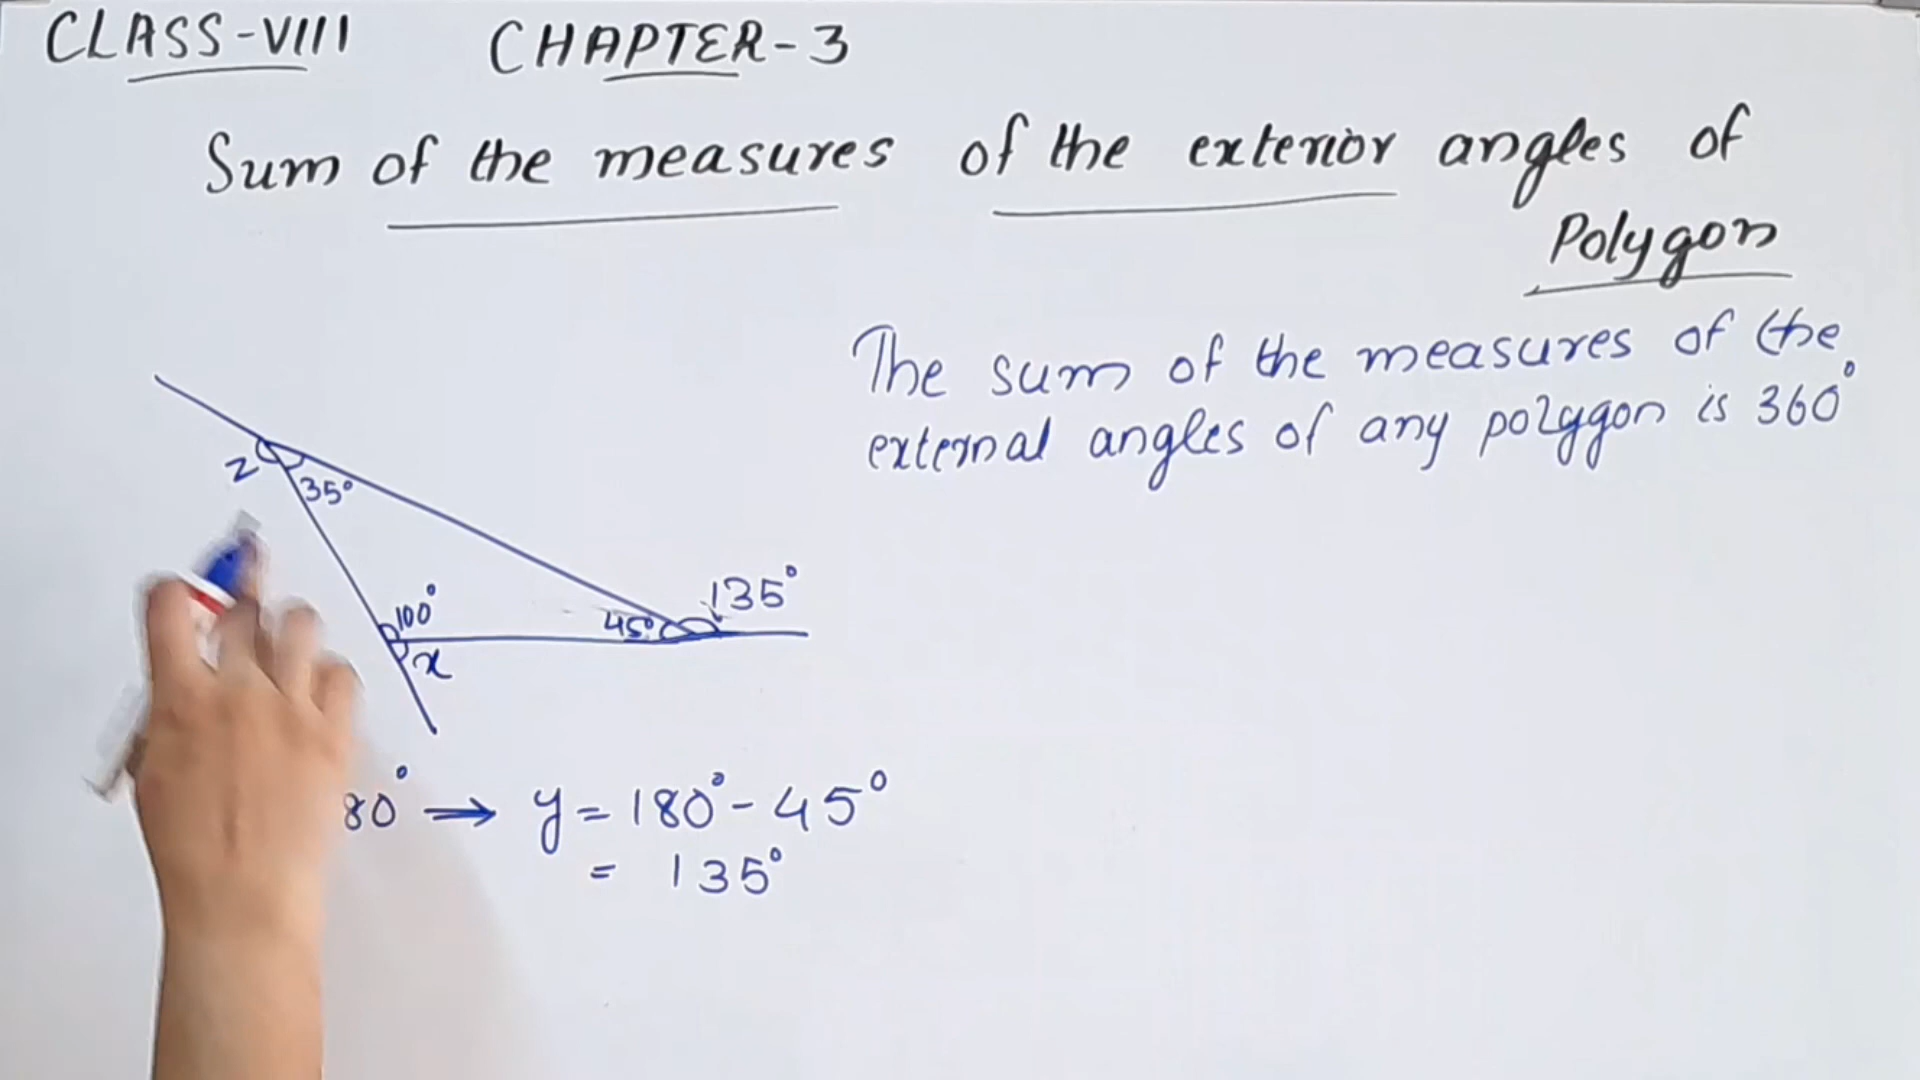 CLASS-VIII CHAPTER-3
Sum of the measures of the exterior angles of
Polygon
The sum of the measures of the
external angles of any polygon is 360°
z
35°
135°
100°
45°
x
80° → y = 180° - 45°
= 135°